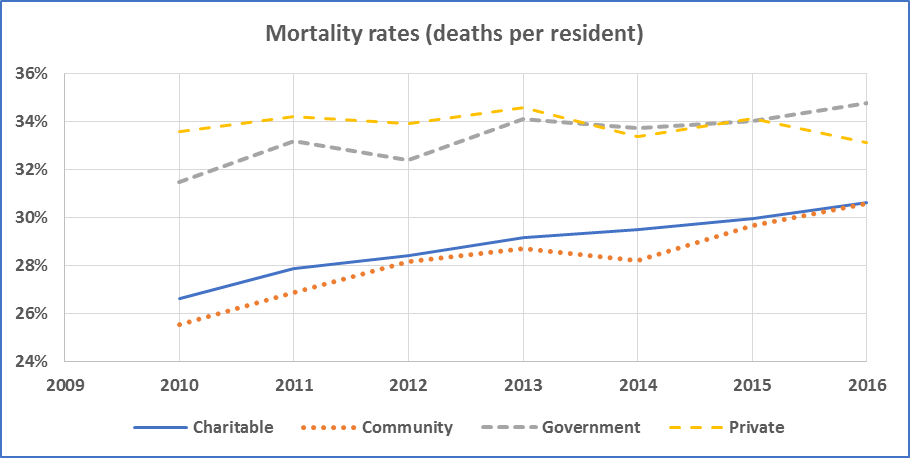 Mortality rates (deaths per resident)
36%
34%
32%
30%
28%
26%
24%
2009 2010 2011 2012 2013 2014 2015 2016
Charitable Community Government Private